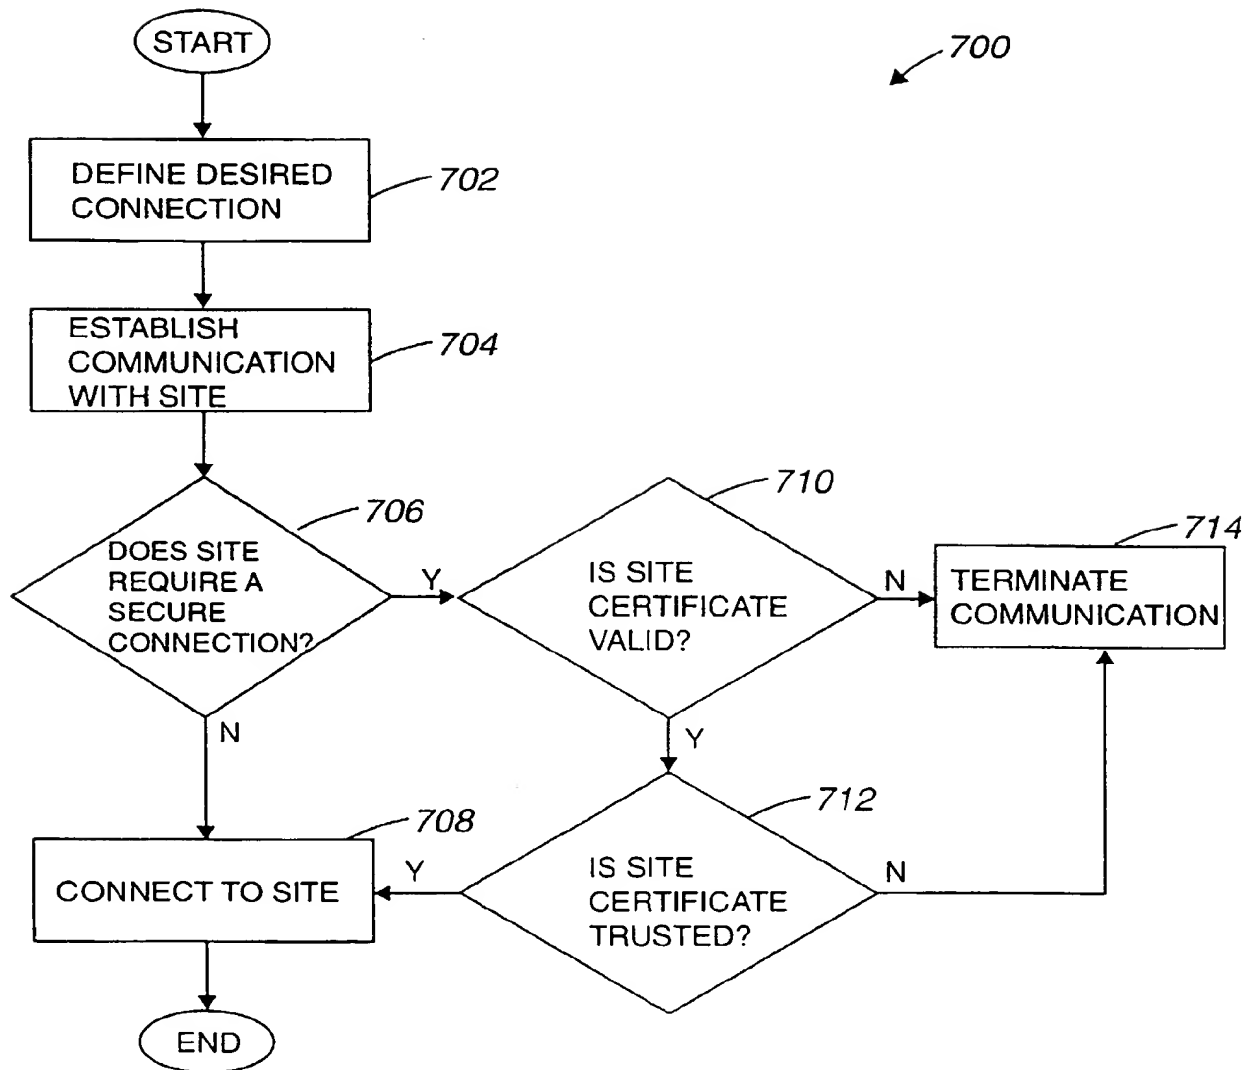 START
700
DEFINE DESIRED
CONNECTION
702
ESTABLISH
COMMUNICATION
WITH SITE
704
706
DOES SITE
REQUIRE A
SECURE
CONNECTION?
Y
N
710
IS SITE
CERTIFICATE
VALID?
N
Y
714
TERMINATE
COMMUNICATION
708
CONNECT TO SITE
Y
712
IS SITE
CERTIFICATE
TRUSTED?
N
END